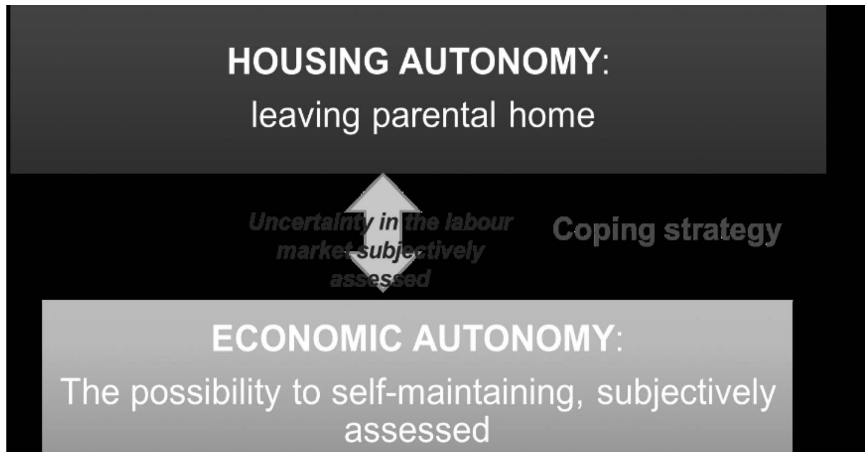 HOUSING AUTONOMY:
leaving parental home
Uncertainty in the labour
market subjectively
assessed
Coping strategy
ECONOMIC AUTONOMY:
The possibility to self-maintaining, subjectively
assessed